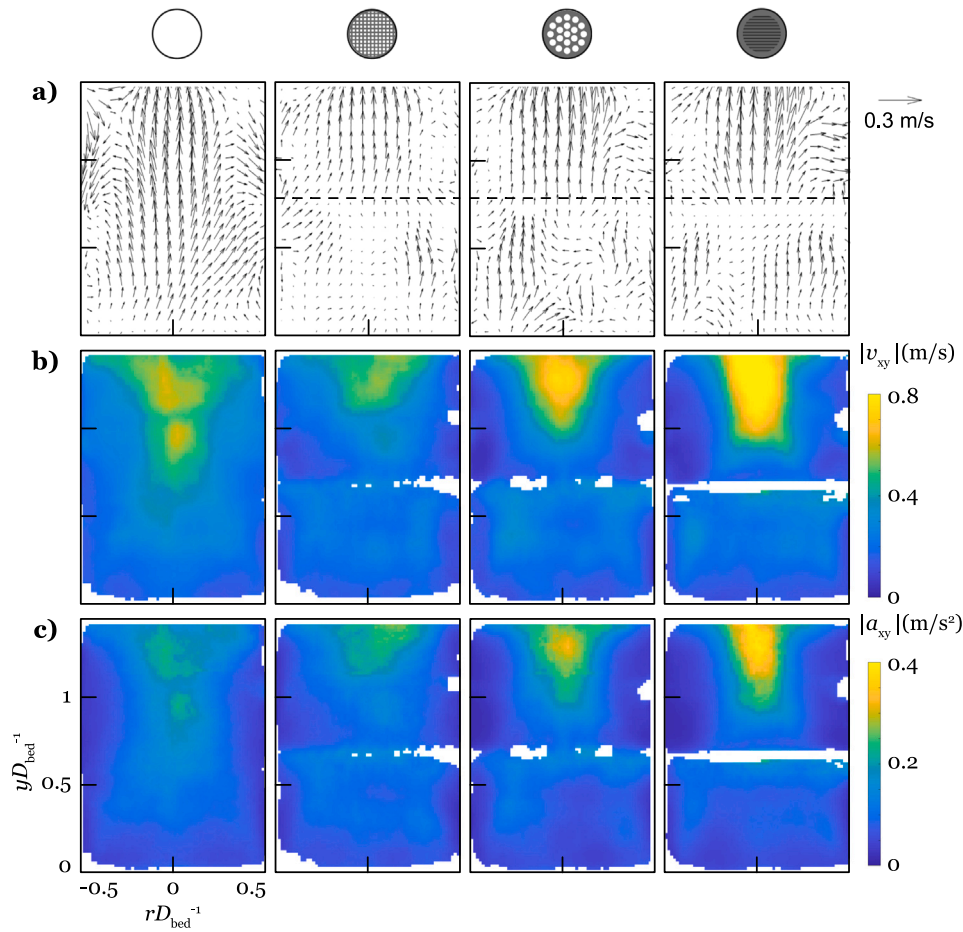 a)
0.3 m/s
b)
|v_xy|(m/s)
0.8
0.4
0
c)
|a_xy|(m/s²)
0.4
0.2
0
1
0.5
0
yD_bed⁻¹
-0.5 0 0.5
rD_bed⁻¹